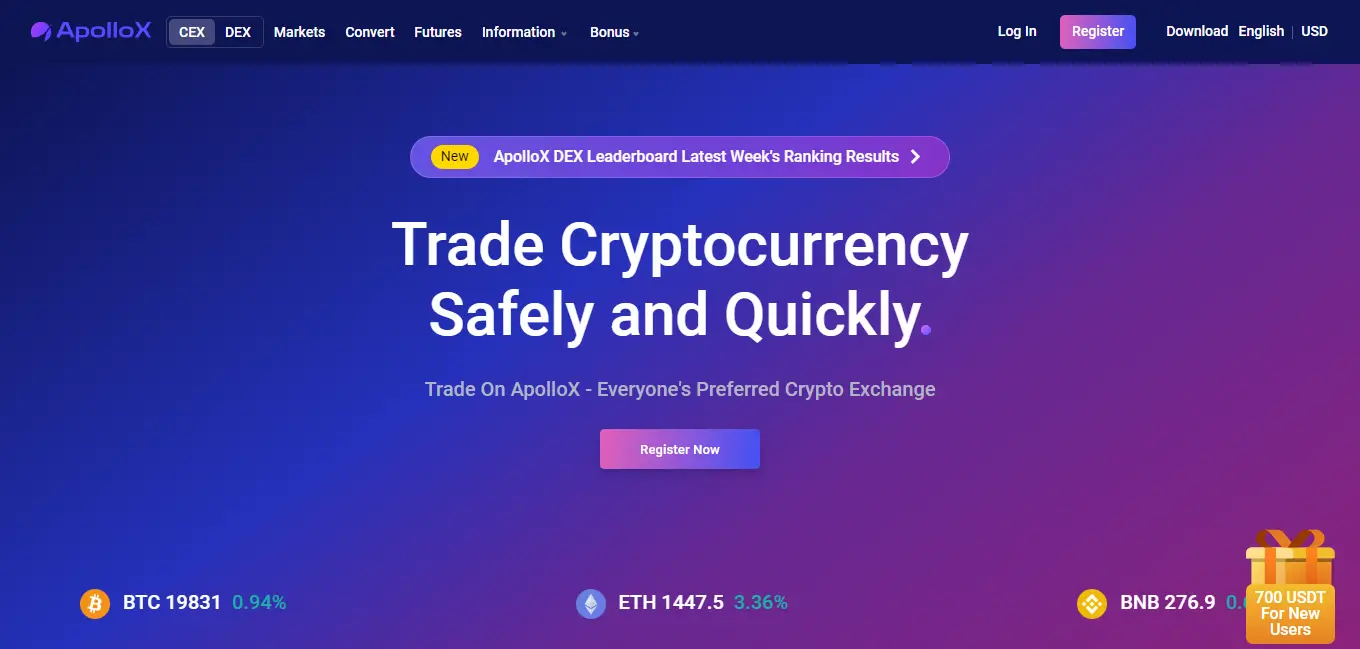 ApolloX CEX DEX Markets Convert Futures Information Bonus Log In Register Download English | USD
New ApolloX DEX Leaderboard Latest Week's Ranking Results
Trade Cryptocurrency
Safely and Quickly.
Trade On ApolloX - Everyone's Preferred Crypto Exchange
Register Now
BTC 19831 0.94% ETH 1447.5 3.36% BNB 276.9
700 USDT
For New
Users